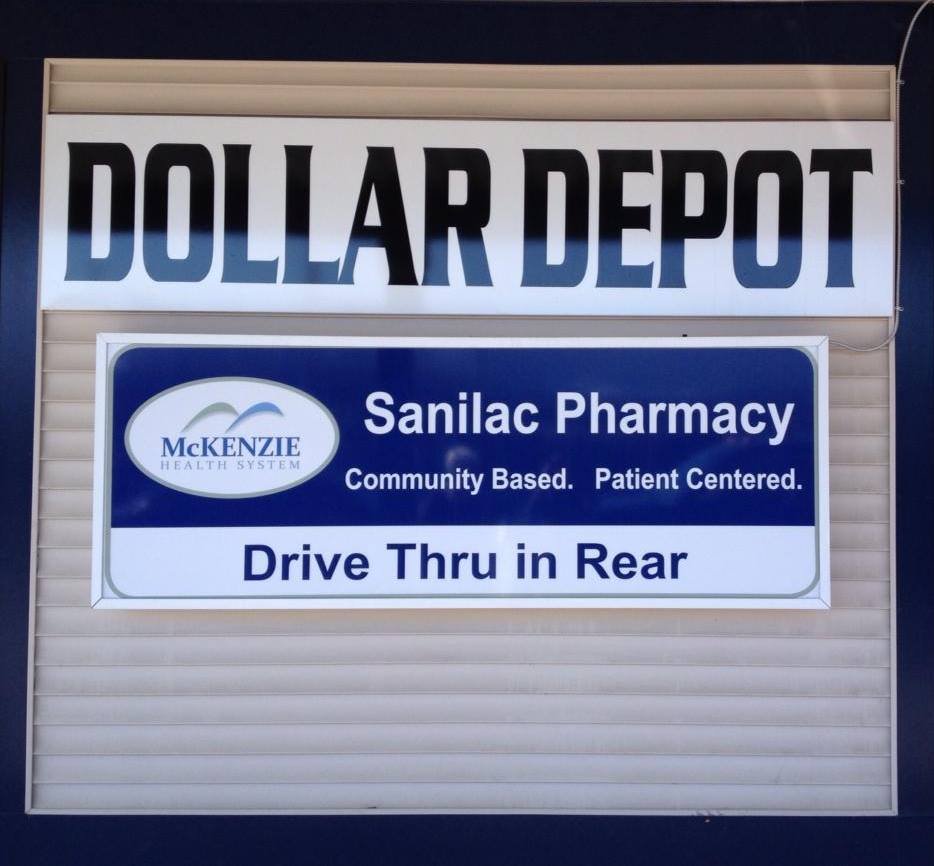 DOLLAR DEPOT
McKENZIE
HEALTH SYSTEM
Sanilac Pharmacy
Community Based. Patient Centered.
Drive Thru in Rear